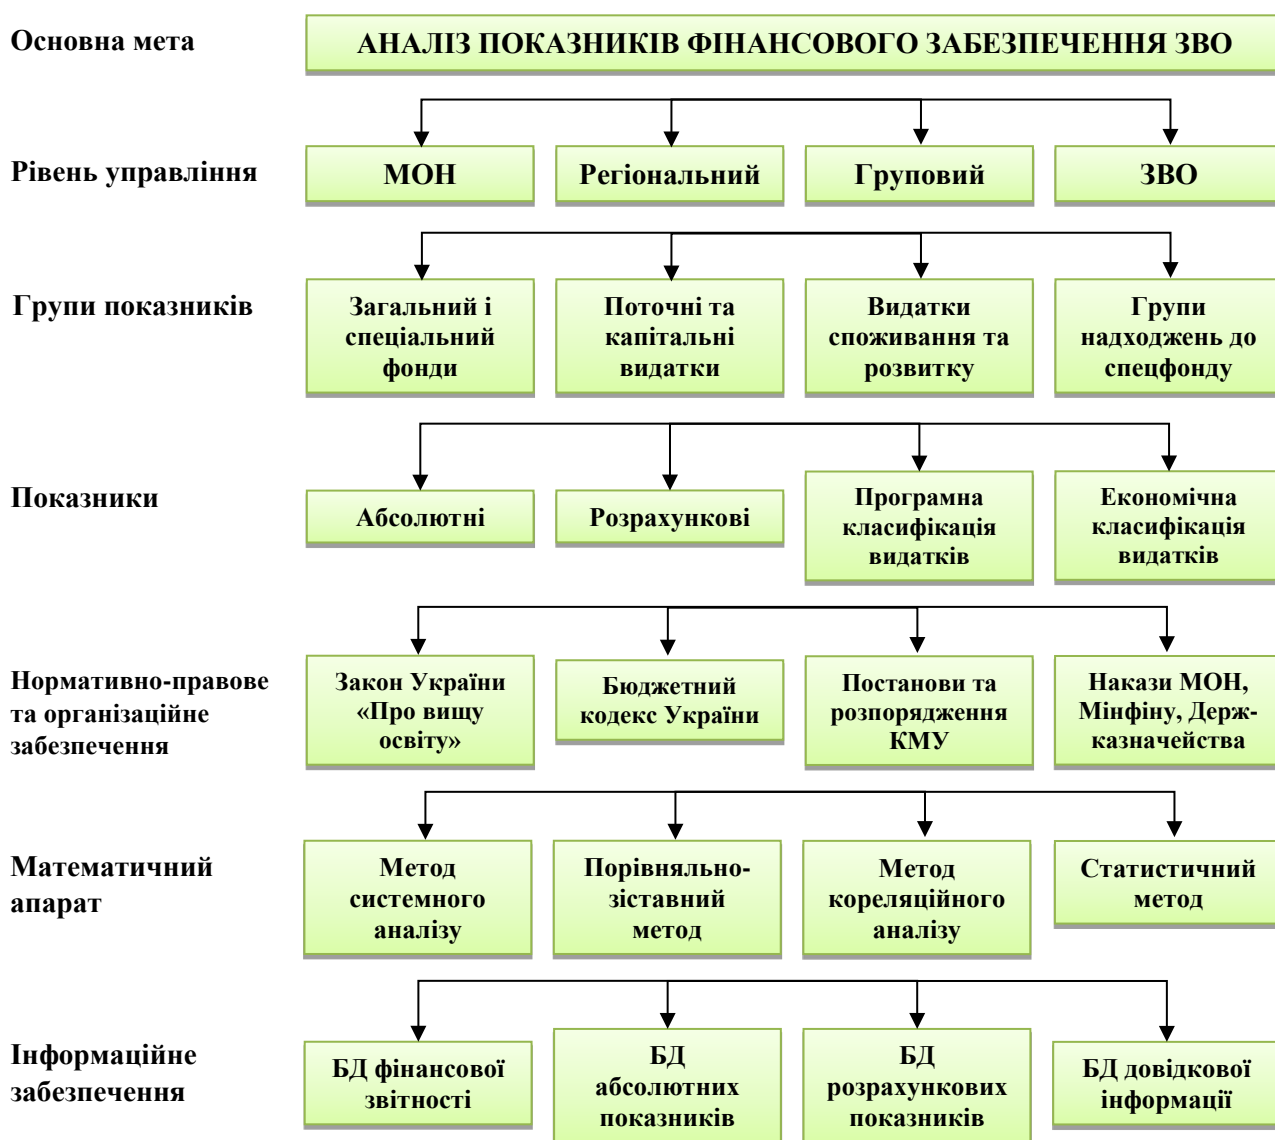 Основна мета
АНАЛІЗ ПОКАЗНИКІВ ФІНАНСОВОГО ЗАБЕЗПЕЧЕННЯ ЗВО
Рівень управління
МОН
Регіональний
Груповий
ЗВО
Групи показників
Загальний і
спеціальний
фонди
Поточні та
капітальні
видатки
Видатки
споживання та
розвитку
Групи
надходжень до
спецфонду
Показники
Абсолютні
Розрахункові
Програмна
класифікація
видатків
Економічна
класифікація
видатків
Нормативно-правове
та організаційне
забезпечення
Закон України
«Про вищу
освіту»
Бюджетний
кодекс України
Постанови та
розпорядження
КМУ
Накази МОН,
Мінфіну, Держ-
казначейства
Математичний
апарат
Метод
системного
аналізу
Порівняльно-
зіставний
метод
Метод
кореляційного
аналізу
Статистичний
метод
Інформаційне
забезпечення
БД фінансової
звітності
БД
абсолютних
показників
БД
розрахункових
показників
БД довідкової
інформації